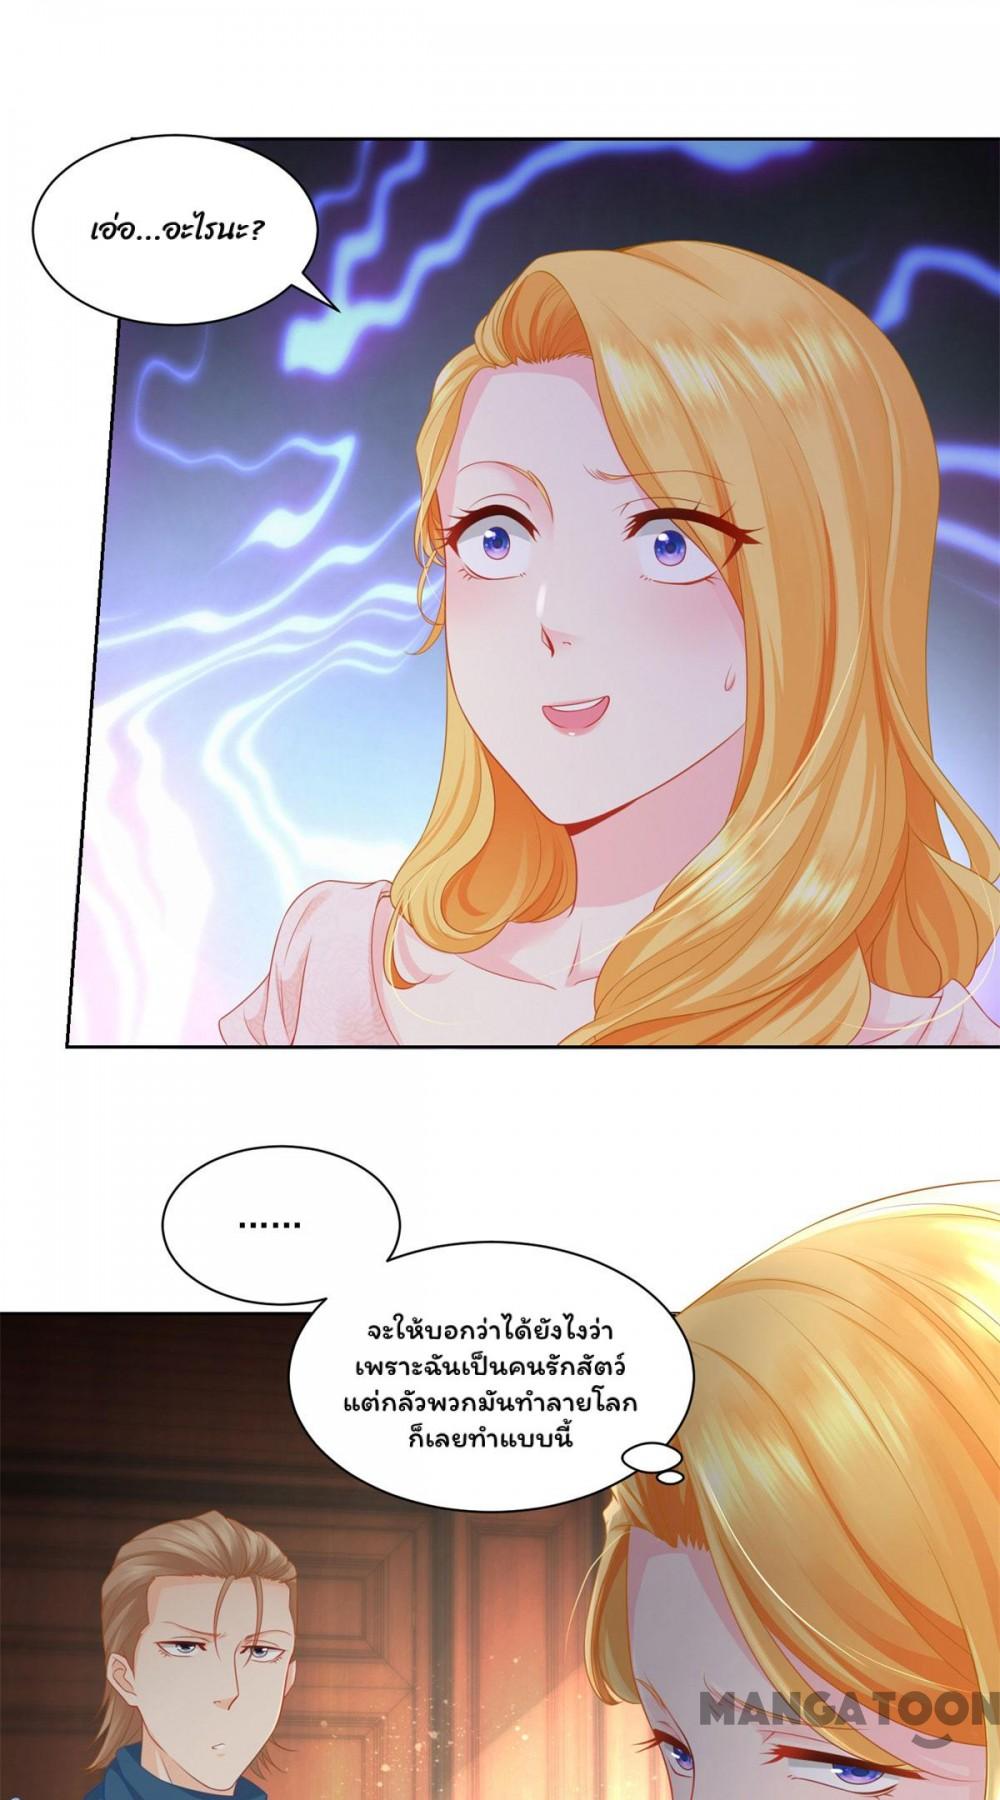 เอ่อ...อะไรนะ?
......
จะให้บอกว่าได้ยังไงว่า
เพราะฉันเป็นคนรักสัตว์
แต่กลัวพวกมันทำลายโลก
ก็เลยทำแบบนี้
MANGATOON